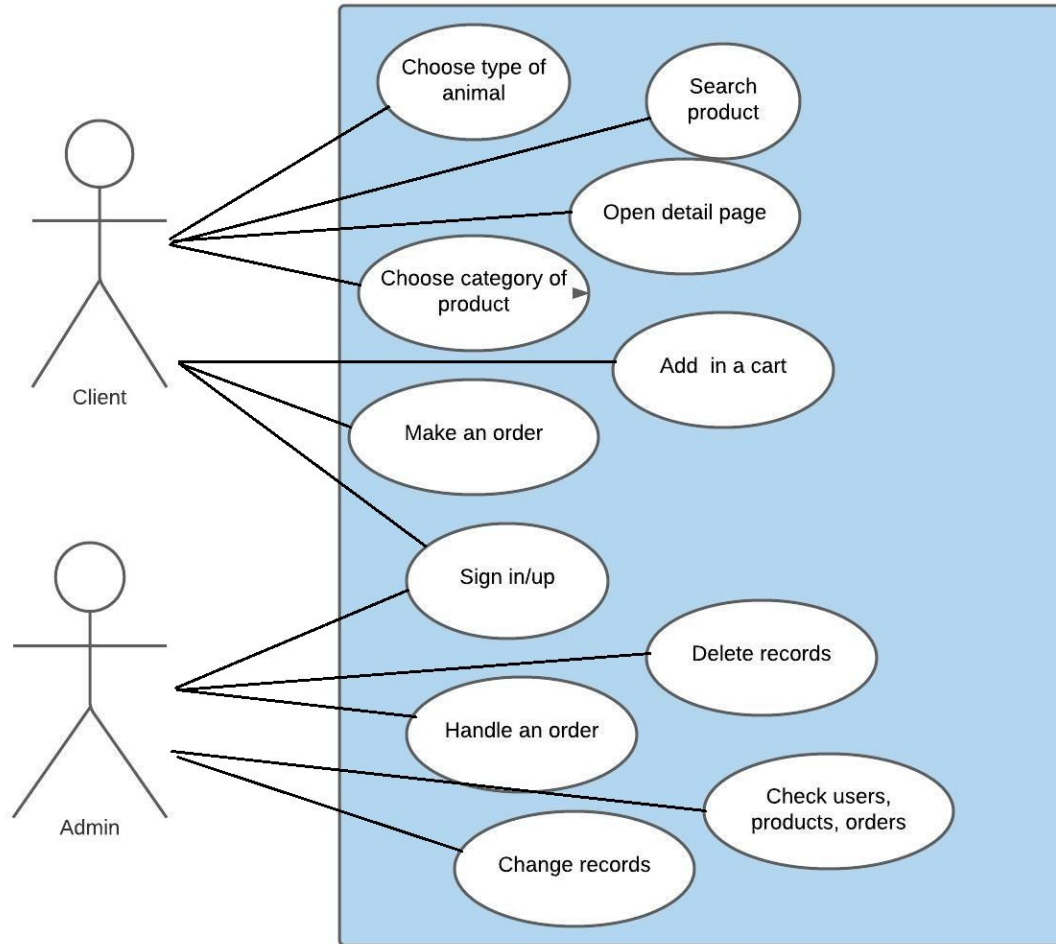 Choose type of
animal
Search
product
Open detail page
Choose category of
product
Add in a cart
Client
Make an order
Sign in/up
Delete records
Handle an order
Check users,
products, orders
Admin
Change records